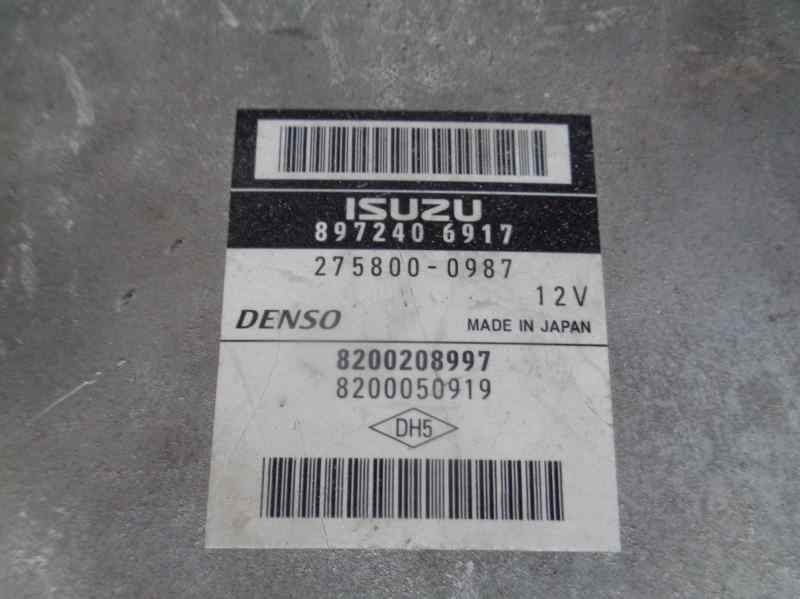 ISUZU
897240 6917
275800-0987
12V
DENSO MADE IN JAPAN
8200208997
8200050919
DH5